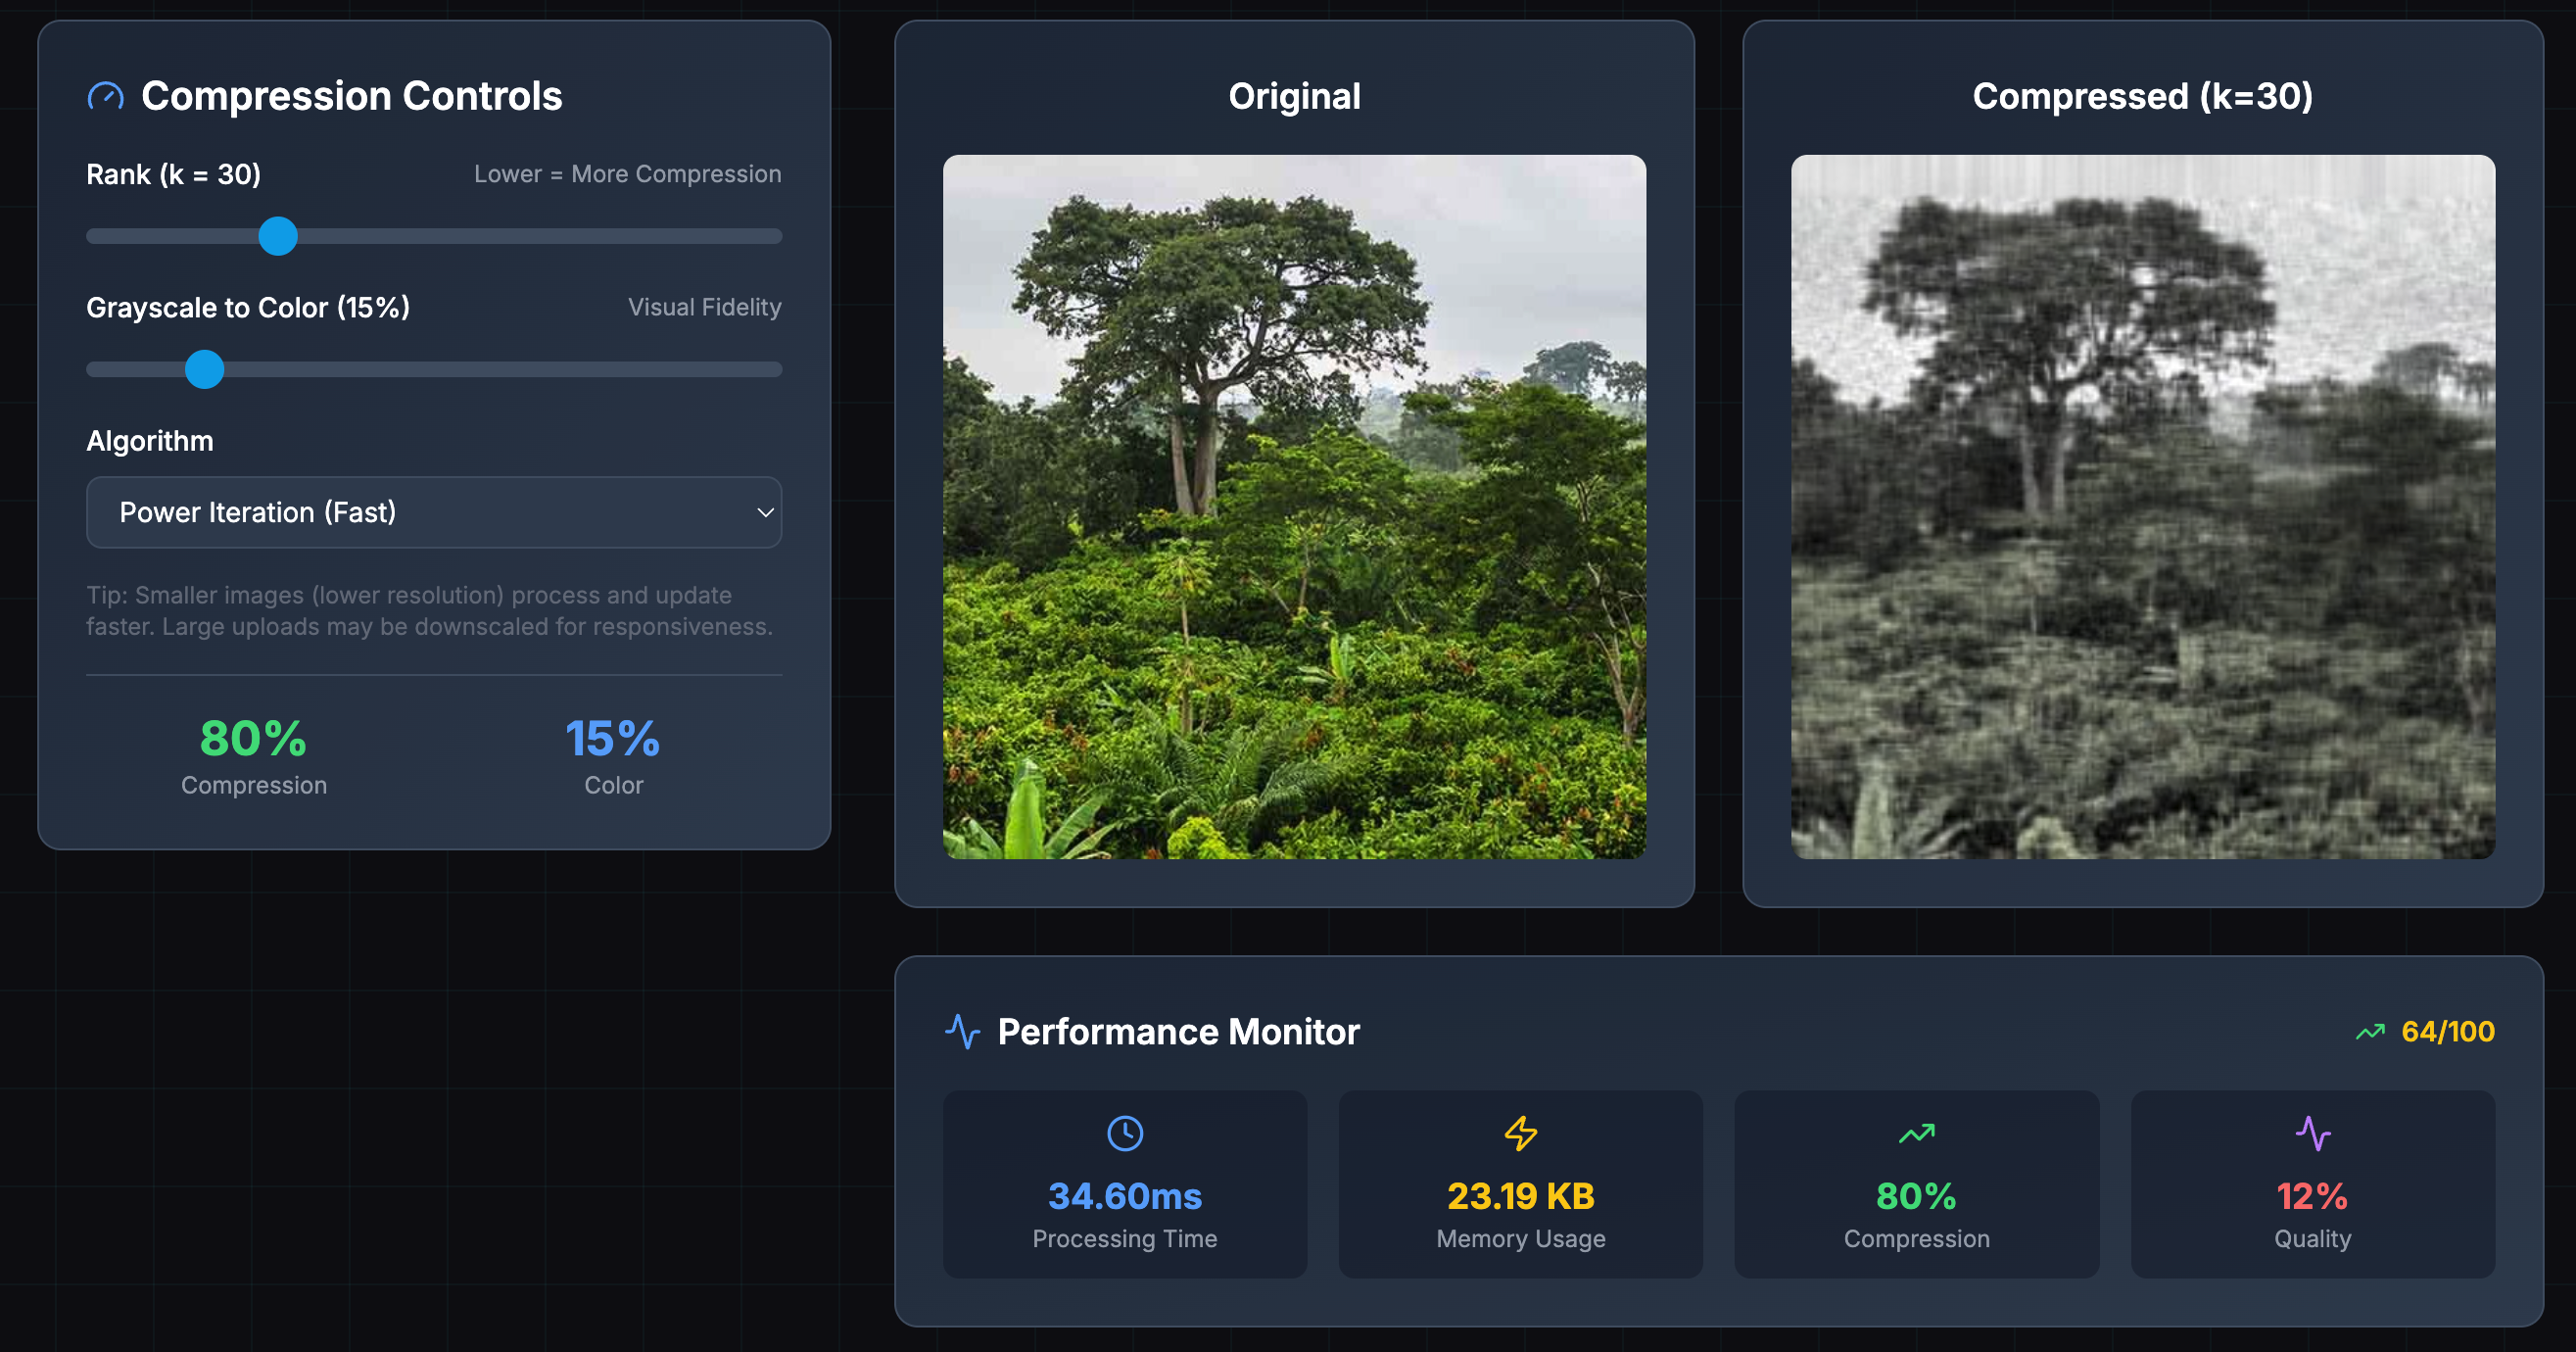 Compression Controls
Rank (k = 30)
Lower = More Compression
Grayscale to Color (15%)
Visual Fidelity
Algorithm
Power Iteration (Fast)
Tip: Smaller images (lower resolution) process and update
faster. Large uploads may be downscaled for responsiveness.
80%
Compression
15%
Color
Original
Compressed (k=30)
Performance Monitor
64/100
34.60ms
Processing Time
23.19 KB
Memory Usage
80%
Compression
12%
Quality